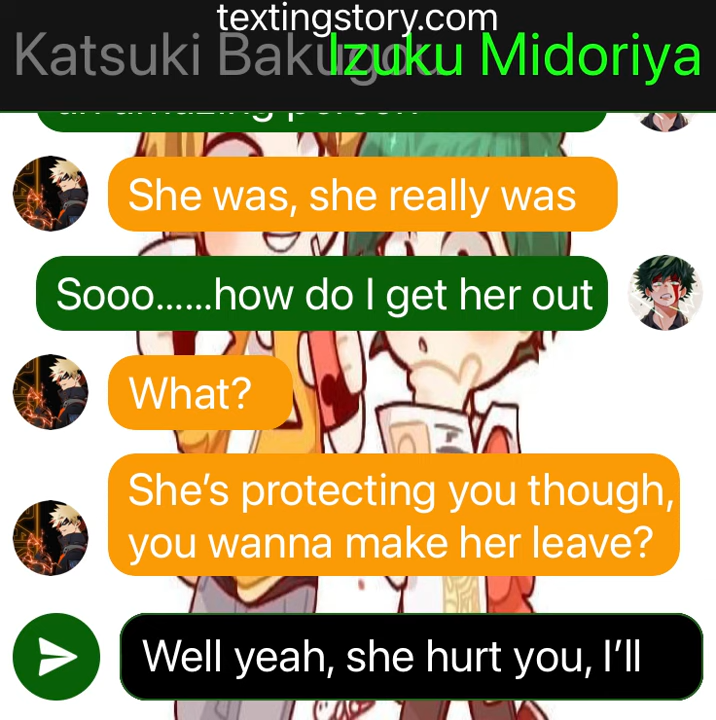 textingstory.com
Katsuki Bakugou Izuku Midoriya
She was, she really was
Sooo......how do I get her out
What?
She's protecting you though,
you wanna make her leave?
Well yeah, she hurt you, I'll